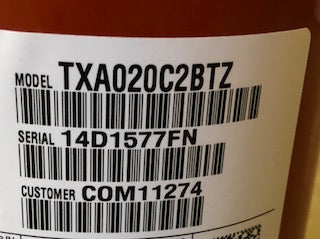 MODEL TXA020C2BTZ
SERIAL 14D1577FN
CUSTOMER COM11274